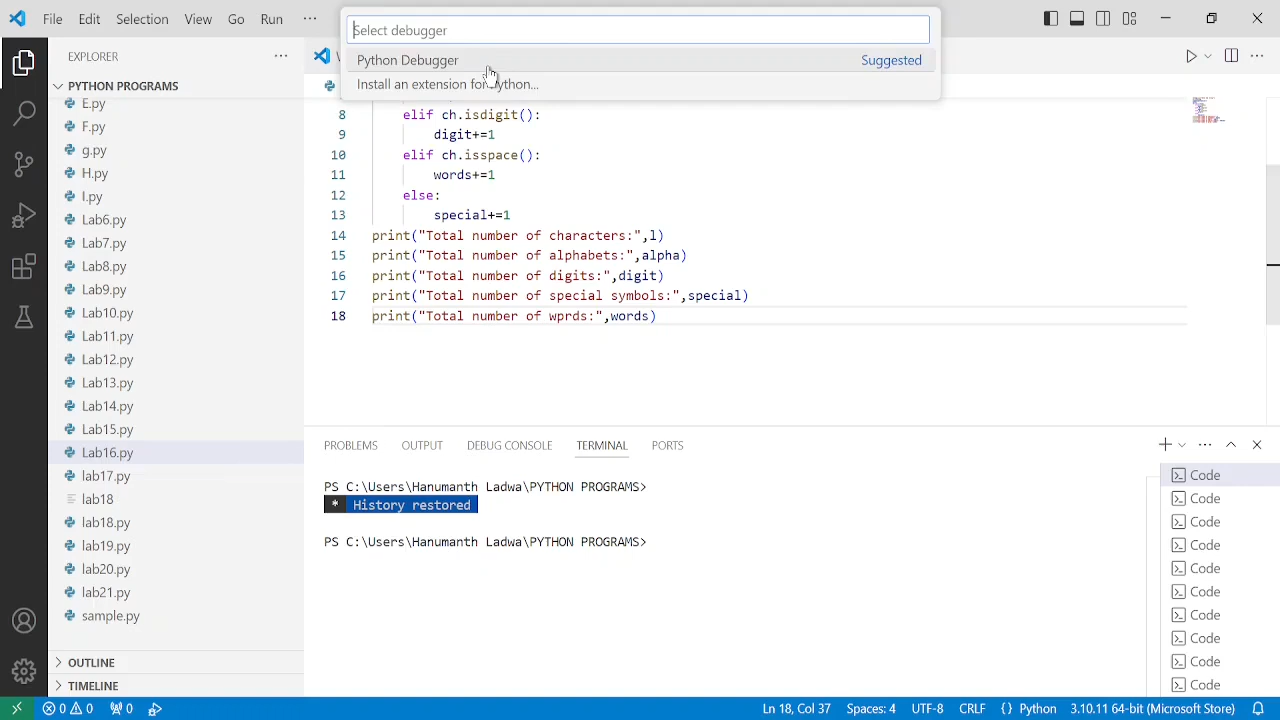 File Edit Selection View Go Run ···
Select debugger
Python Debugger Suggested
Install an extension for Python...
EXPLORER
PYTHON PROGRAMS
E.py
F.py
g.py
H.py
I.py
Lab6.py
Lab7.py
Lab8.py
Lab9.py
Lab10.py
Lab11.py
Lab12.py
Lab13.py
Lab14.py
Lab15.py
Lab16.py
lab17.py
lab18
lab18.py
lab19.py
lab20.py
lab21.py
sample.py
OUTLINE
TIMELINE
8 elif ch.isdigit():
9 digit+=1
10 elif ch.isspace():
11 words+=1
12 else:
13 special+=1
14 print("Total number of characters:",l)
15 print("Total number of alphabets:",alpha)
16 print("Total number of digits:",digit)
17 print("Total number of special symbols:",special)
18 print("Total number of wprds:",words)
PROBLEMS OUTPUT DEBUG CONSOLE TERMINAL PORTS
PS C:\Users\Hanumanth Ladwa\PYTHON PROGRAMS>
* History restored
PS C:\Users\Hanumanth Ladwa\PYTHON PROGRAMS>
Code
Code
Code
Code
Code
Code
Code
Code
Code
Code
0 0 0 Ln 18, Col 37 Spaces: 4 UTF-8 CRLF {} Python 3.10.11 64-bit (Microsoft Store)